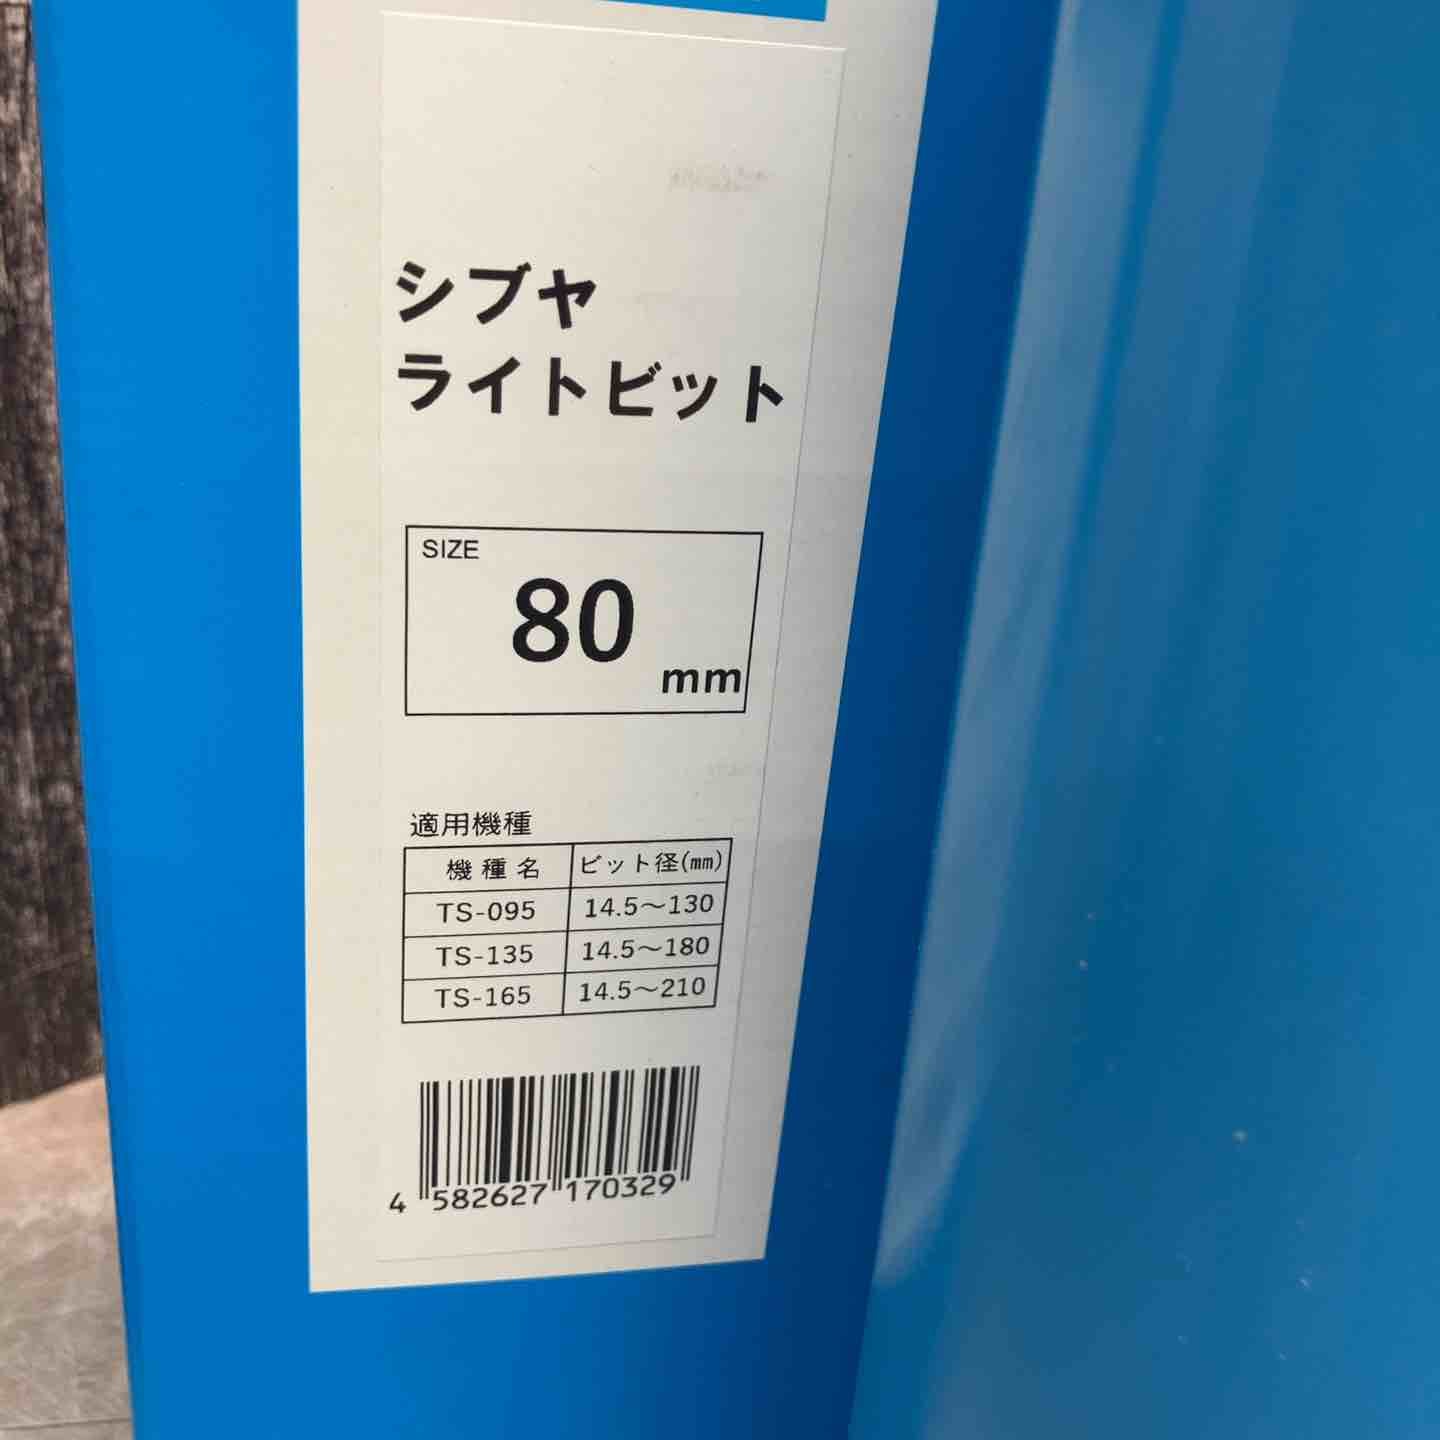 シブヤ
ライトビット
SIZE
80
mm
適用機種
機種名 ビット径(㎜)
TS-095 14.5～130
TS-135 14.5～180
TS-165 14.5～210
4 582627 170329